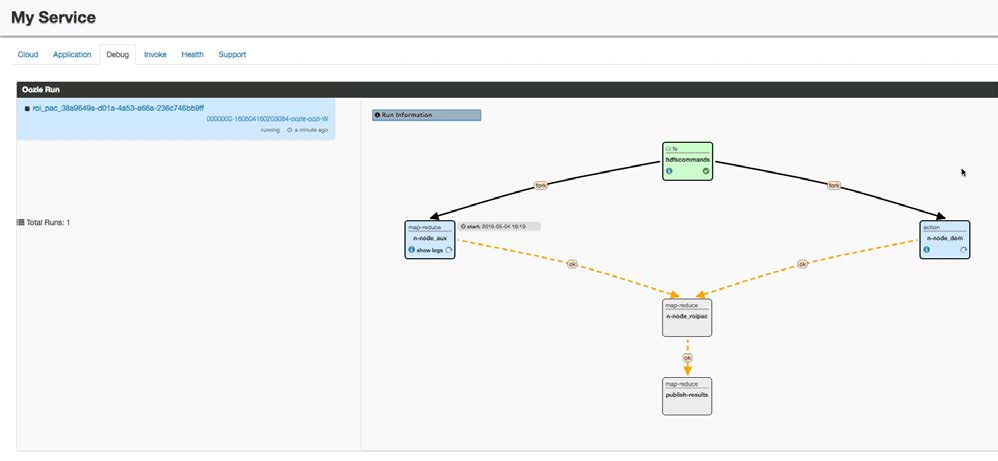 My Service
Cloud Application Debug Invoke Health Support
Oozie Run
roi_pac_38a9649a-d01a-4a53-a66a-236c746bb9ff
0000000-160504160203084-oozie-oozi-W
running a minute ago
Total Runs: 1
Run Information
fs
hdfscommands
fork
fork
map-reduce
n-node_aux
show logs
start: 2016-05-04 16:19
action
n-node_dem
ok
ok
map-reduce
n-node_roipac
ok
map-reduce
publish-results